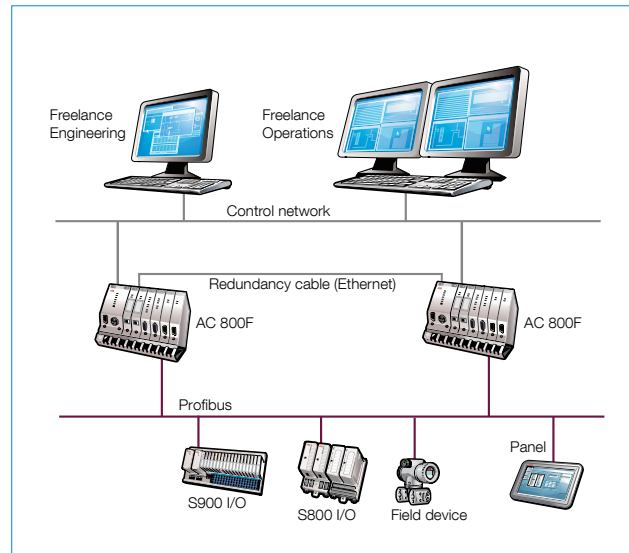 Freelance
Engineering
Freelance
Operations
Control network
Redundancy cable (Ethernet)
AC 800F
AC 800F
Profibus
Panel
S900 I/O
S800 I/O
Field device